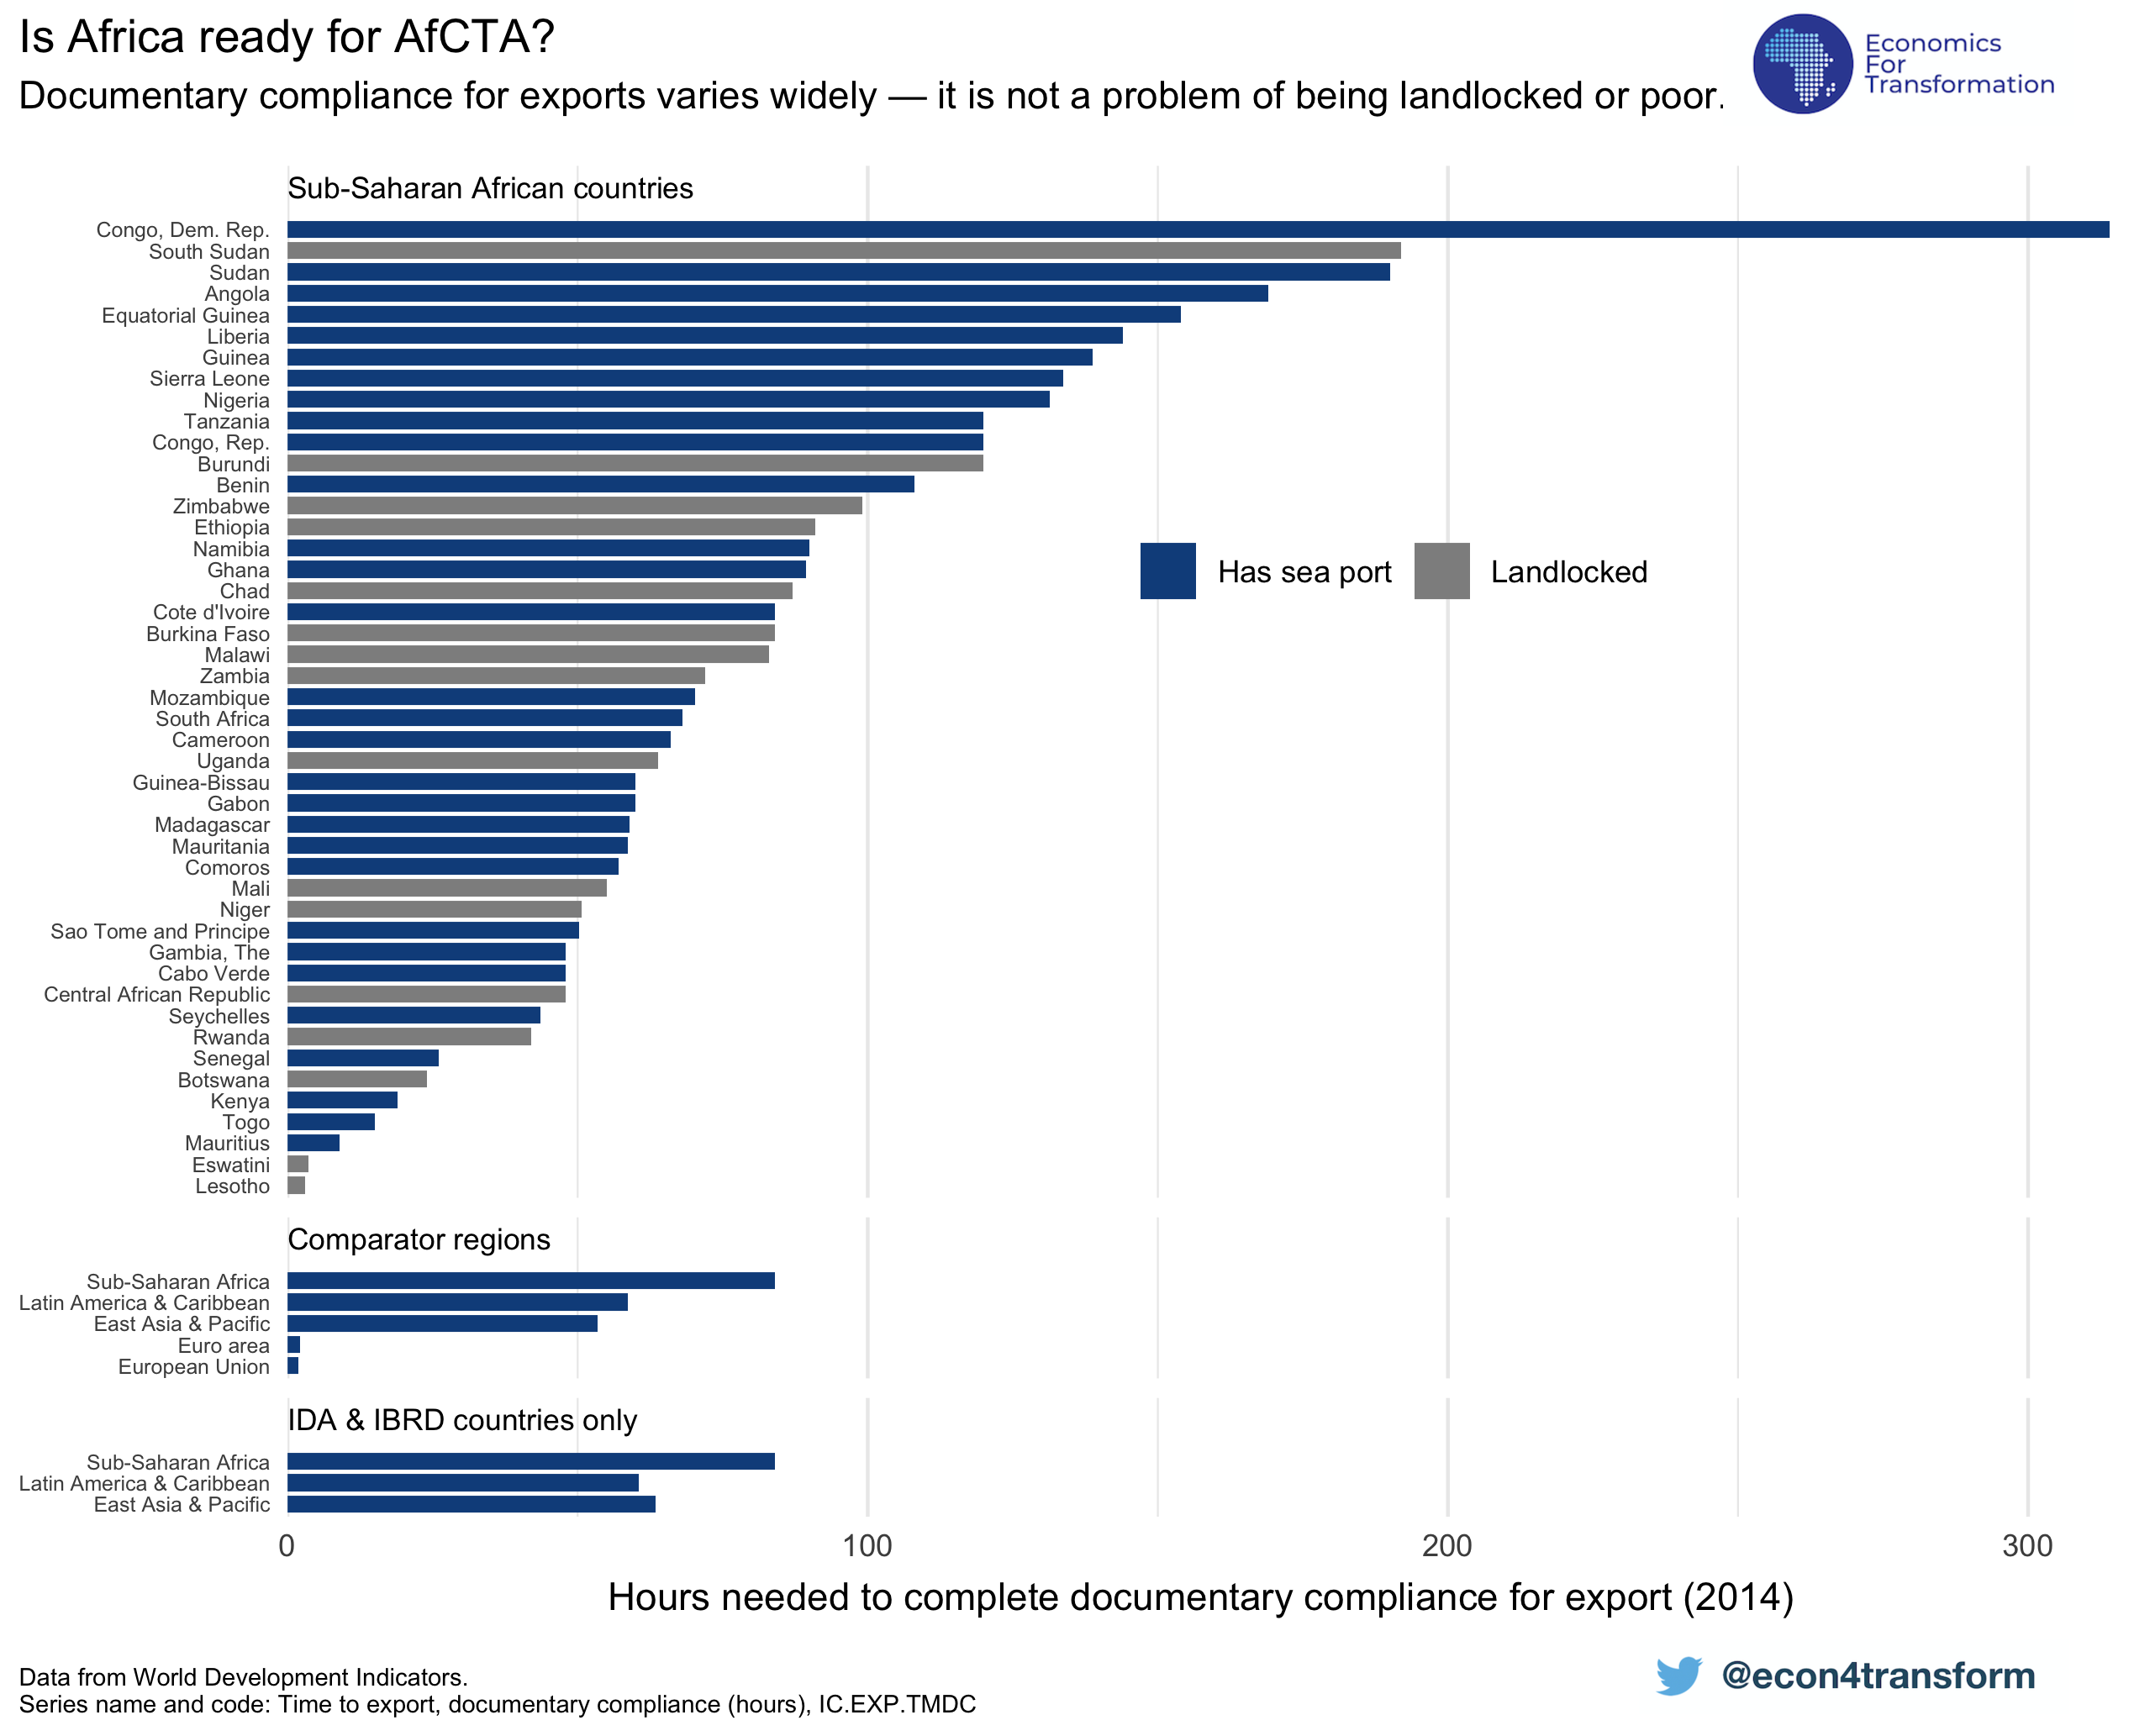 Is Africa ready for AfCTA?
Documentary compliance for exports varies widely — it is not a problem of being landlocked or poor.
Economics
For
Transformation
Sub-Saharan African countries
Congo, Dem. Rep.
South Sudan
Sudan
Angola
Equatorial Guinea
Liberia
Guinea
Sierra Leone
Nigeria
Tanzania
Congo, Rep.
Burundi
Benin
Zimbabwe
Ethiopia
Namibia
Ghana
Chad
Cote d'Ivoire
Burkina Faso
Malawi
Zambia
Mozambique
South Africa
Cameroon
Uganda
Guinea-Bissau
Gabon
Madagascar
Mauritania
Comoros
Mali
Niger
Sao Tome and Principe
Gambia, The
Cabo Verde
Central African Republic
Seychelles
Rwanda
Senegal
Botswana
Kenya
Togo
Mauritius
Eswatini
Lesotho
Has sea port
Landlocked
Comparator regions
Sub-Saharan Africa
Latin America & Caribbean
East Asia & Pacific
Euro area
European Union
IDA & IBRD countries only
Sub-Saharan Africa
Latin America & Caribbean
East Asia & Pacific
0 100 200 300
Hours needed to complete documentary compliance for export (2014)
Data from World Development Indicators.
Series name and code: Time to export, documentary compliance (hours), IC.EXP.TMDC
@econ4transform